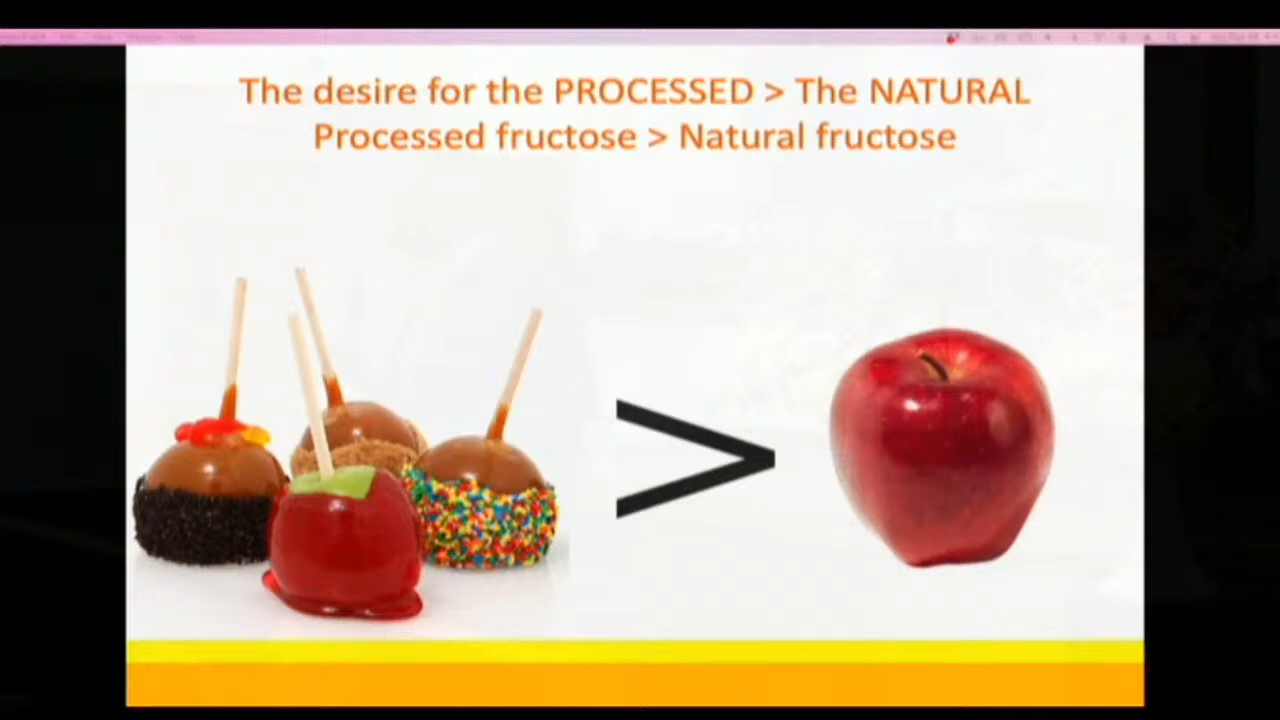 The desire for the PROCESSED > The NATURAL
Processed fructose > Natural fructose
>